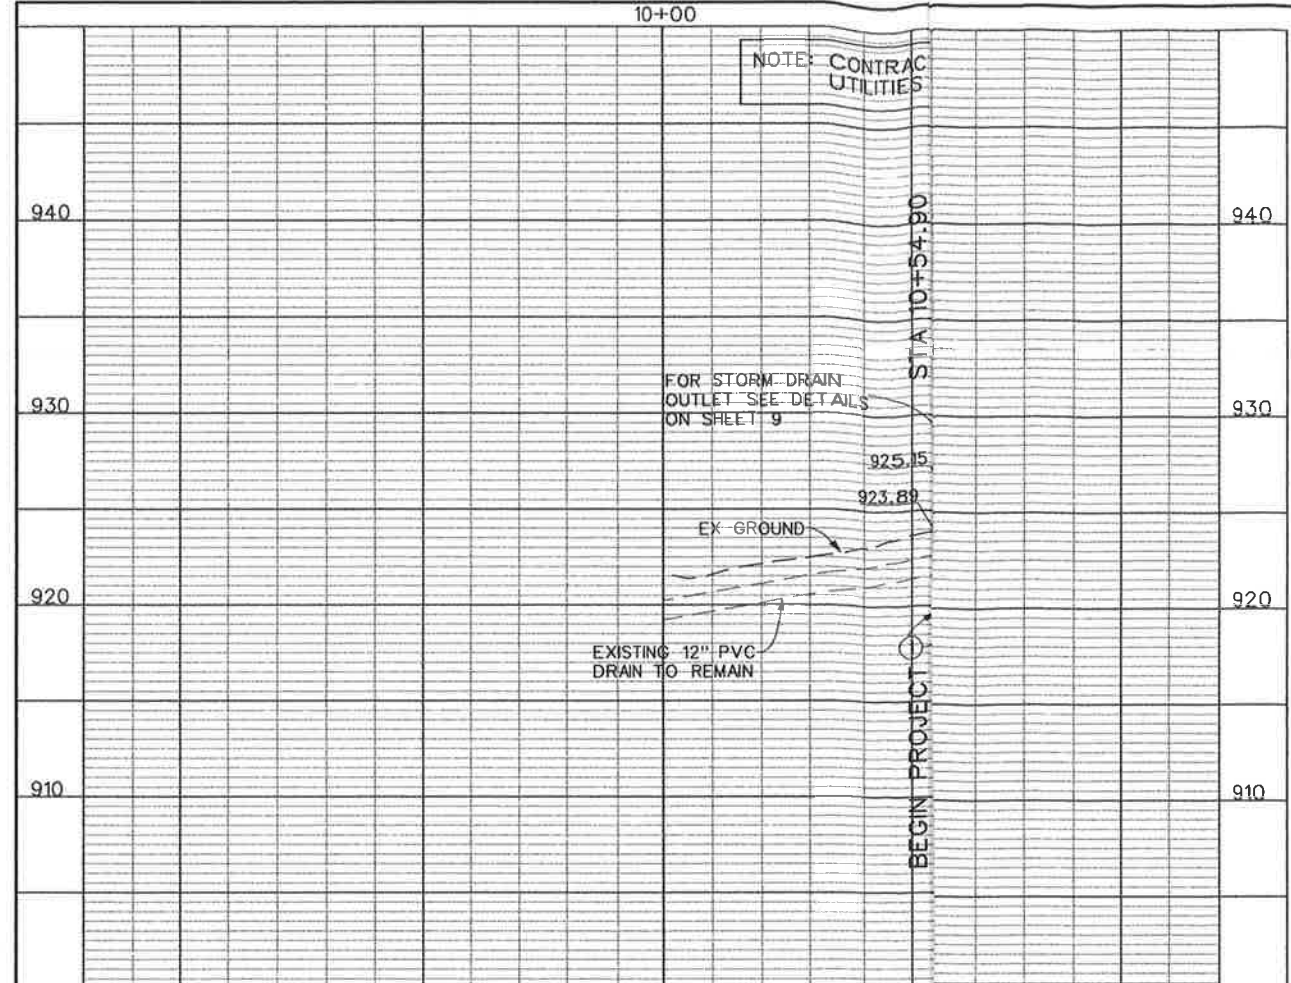 10+00
NOTE: CONTRAC
UTILITIES
940
940
STA 10+54.90
FOR STORM DRAIN
OUTLET SEE DETAILS
ON SHEET 9
930
930
925.15
923.89
EX GROUND
920
920
EXISTING 12" PVC
DRAIN TO REMAIN
BEGIN PROJECT
910
910